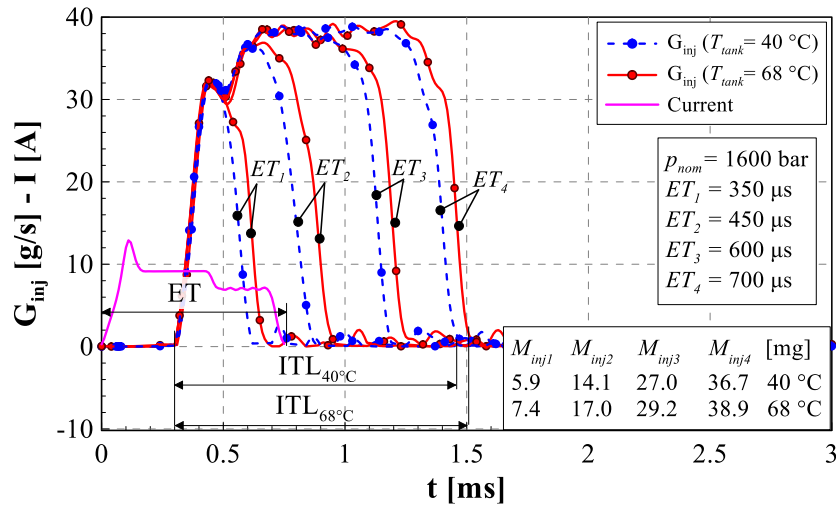 40
30
20
10
0
-10
G_inj [g/s] - I [A]
0
0.5
1
1.5
2
2.5
3
t [ms]
G_inj (T_tank= 40 °C)
G_inj (T_tank= 68 °C)
Current
p_nom = 1600 bar
ET_1 = 350 µs
ET_2 = 450 µs
ET_3 = 600 µs
ET_4 = 700 µs
ET_1
ET_2
ET_3
ET_4
ET
ITL_40°C
ITL_68°C
M_inj1 M_inj2 M_inj3 M_inj4 [mg]
5.9 14.1 27.0 36.7 40 °C
7.4 17.0 29.2 38.9 68 °C